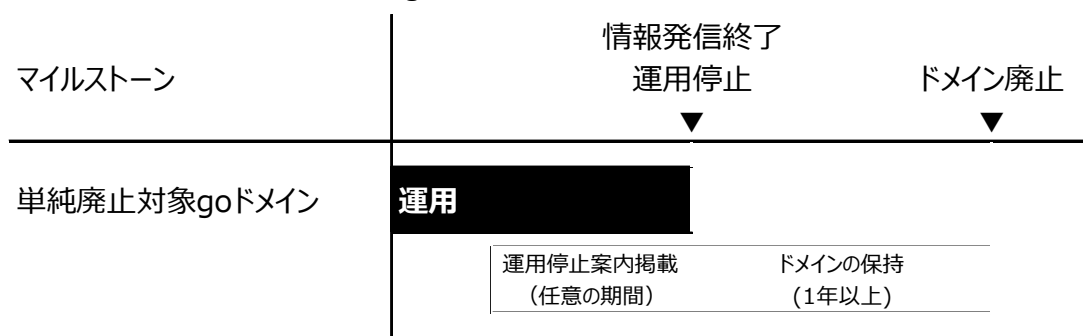 情報発信終了
マイルストーン 運用停止 ドメイン廃止
▼ ▼
単純廃止対象goドメイン 運用
運用停止案内掲載 ドメインの保持
（任意の期間） (1年以上)